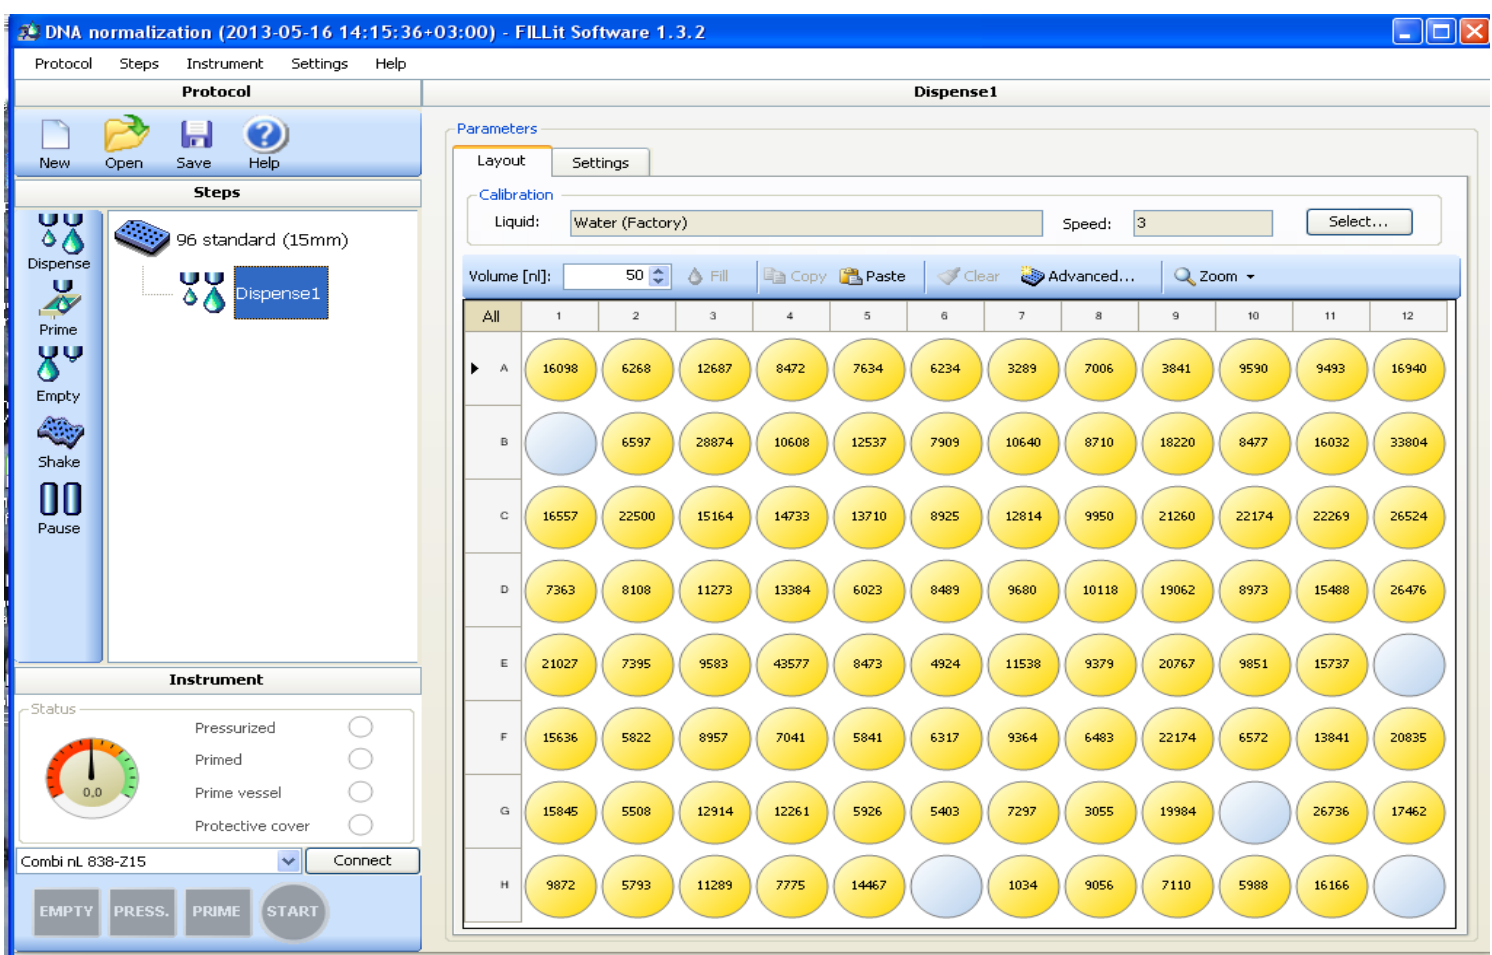 DNA normalization (2013-05-16 14:15:36+03:00) - FILLit Software 1.3.2
Protocol Steps Instrument Settings Help
Protocol
New Open Save Help
Steps
Dispense
Prime
Empty
Shake
Pause
96 standard (15mm)
Dispense1
Instrument
Status
Pressurized
Primed
Prime vessel
Protective cover
0,0
Combi nL 838-Z15 Connect
EMPTY PRESS. PRIME START
Dispense1
Parameters
Layout Settings
Calibration
Liquid: Water (Factory) Speed: 3 Select...
Volume [nl]: 50 Fill Copy Paste Clear Advanced... Zoom
All 1 2 3 4 5 6 7 8 9 10 11 12
A 16098 6268 12687 8472 7634 6234 3289 7006 3841 9590 9493 16940
B 6597 28874 10608 12537 7909 10640 8710 18220 8477 16032 33804
C 16557 22500 15164 14733 13710 8925 12814 9950 21260 22174 22269 26524
D 7363 8108 11273 13384 6023 8489 9680 10118 19062 8973 15488 26476
E 21027 7395 9583 43577 8473 4924 11538 9379 20767 9851 15737
F 15636 5822 8957 7041 5841 6317 9364 6483 22174 6572 13841 20835
G 15845 5508 12914 12261 5926 5403 7297 3055 19984 26736 17462
H 9872 5793 11289 7775 14467 1034 9056 7110 5988 16166